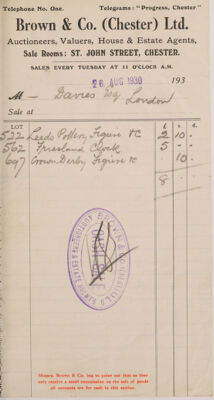 Telephone No. One. Telegrams: "Progress, Chester."
Brown & Co. (Chester) Ltd.
Auctioneers, Valuers, House & Estate Agents,
Sale Rooms: ST. JOHN STREET, CHESTER.
SALES EVERY TUESDAY AT 11 O'CLOCK A.M.
26 AUG 1930 193
M Davies Esq London
Sale at
LOT £ s. d.
522 Leeds Pottery Figure &c 2 10 -
562 Friesland Clock 5 - -
607 Crown Derby Figure &c 10 -
8 - -
Messrs. Brown & Co. beg to point out that as they
only receive a small commission on the sale of goods
all accounts are for cash to this section.